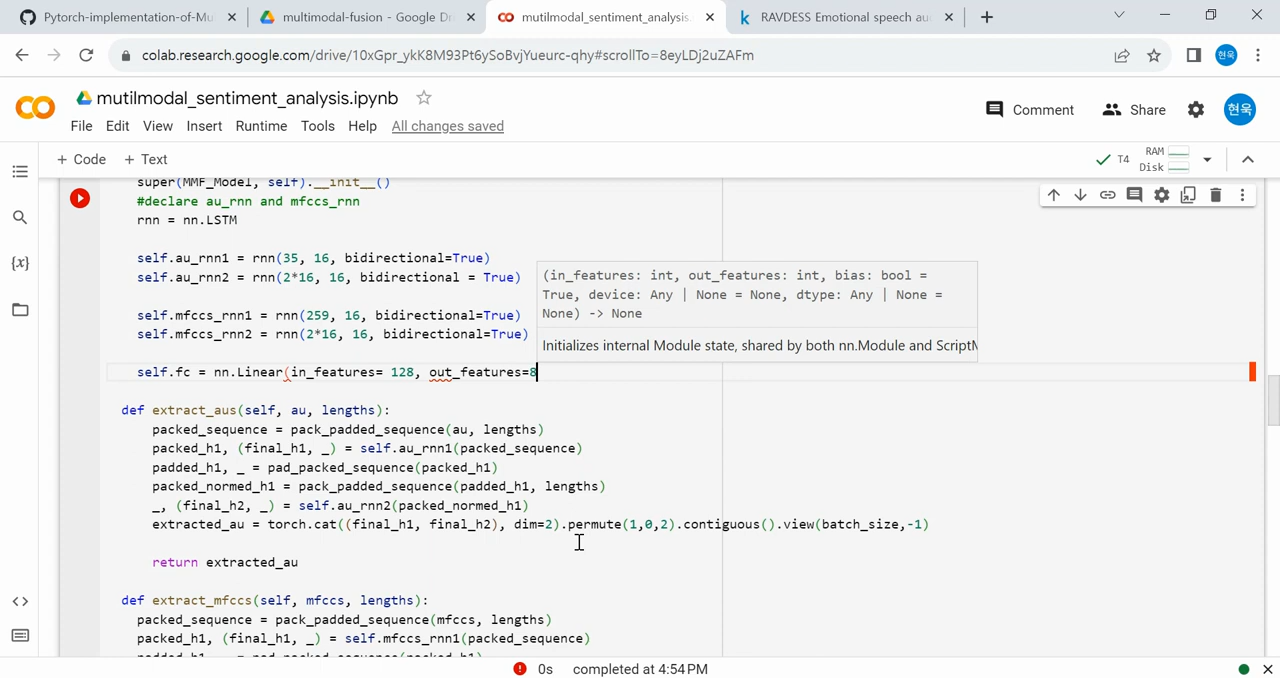 Pytorch-implementation-of-Mu
multimodal-fusion - Google D
mutilmodal_sentiment_analysis.
RAVDESS Emotional speech au
colab.research.google.com/drive/10xGpr_ykK8M93Pt6ySoBvjYueurc-qhy#scrollTo=8eyLDj2uZAFm
현욱
mutilmodal_sentiment_analysis.ipynb
File Edit View Insert Runtime Tools Help All changes saved
Comment Share 현욱
+ Code + Text
T4 RAM
Disk
super(MMF_Model, self).__init__()
#declare au_rnn and mfccs_rnn
rnn = nn.LSTM
self.au_rnn1 = rnn(35, 16, bidirectional=True)
self.au_rnn2 = rnn(2*16, 16, bidirectional = True)
(in_features: int, out_features: int, bias: bool =
True, device: Any | None = None, dtype: Any | None =
None) -> None
Initializes internal Module state, shared by both nn.Module and ScriptM
self.mfccs_rnn1 = rnn(259, 16, bidirectional=True)
self.mfccs_rnn2 = rnn(2*16, 16, bidirectional=True)
self.fc = nn.Linear(in_features= 128, out_features=8
def extract_aus(self, au, lengths):
packed_sequence = pack_padded_sequence(au, lengths)
packed_h1, (final_h1, _) = self.au_rnn1(packed_sequence)
padded_h1, _ = pad_packed_sequence(packed_h1)
packed_normed_h1 = pack_padded_sequence(padded_h1, lengths)
_, (final_h2, _) = self.au_rnn2(packed_normed_h1)
extracted_au = torch.cat((final_h1, final_h2), dim=2).permute(1,0,2).contiguous().view(batch_size,-1)
return extracted_au
def extract_mfccs(self, mfccs, lengths):
packed_sequence = pack_padded_sequence(mfccs, lengths)
packed_h1, (final_h1, _) = self.mfccs_rnn1(packed_sequence)
padded_h1, _ = pad_packed_sequence(packed_h1)
0s completed at 4:54 PM